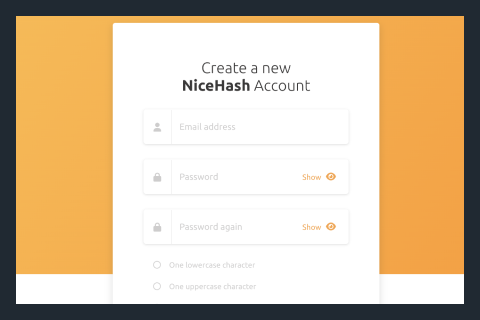 Create a new
NiceHash Account
Email address
Password Show
Password again Show
One lowercase character
One uppercase character